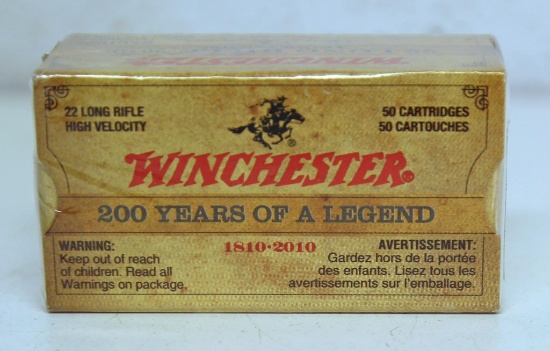 WINCHESTER
22 LONG RIFLE
HIGH VELOCITY
50 CARTRIDGES
50 CARTOUCHES
WINCHESTER®
200 YEARS OF A LEGEND
1810·2010
WARNING:
Keep out of reach
of children. Read all
Warnings on package.
AVERTISSEMENT:
Gardez hors de la portée
des enfants. Lisez tous les
avertissements sur l'emballage.